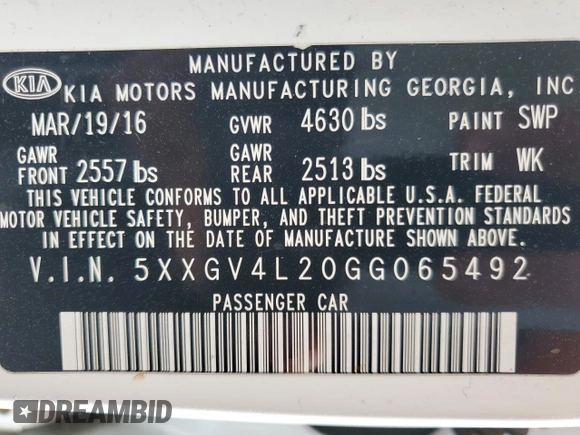 MANUFACTURED BY
KIA KIA MOTORS MANUFACTURING GEORGIA, INC
MAR/19/16 GVWR 4630 lbs PAINT SWP
GAWR FRONT 2557 lbs GAWR REAR 2513 lbs TRIM WK
THIS VEHICLE CONFORMS TO ALL APPLICABLE U.S.A. FEDERAL
MOTOR VEHICLE SAFETY, BUMPER, AND THEFT PREVENTION STANDARDS
IN EFFECT ON THE DATE OF MANUFACTURE SHOWN ABOVE.
V.I.N. 5XXGV4L20GG065492
PASSENGER CAR
DREAMBID